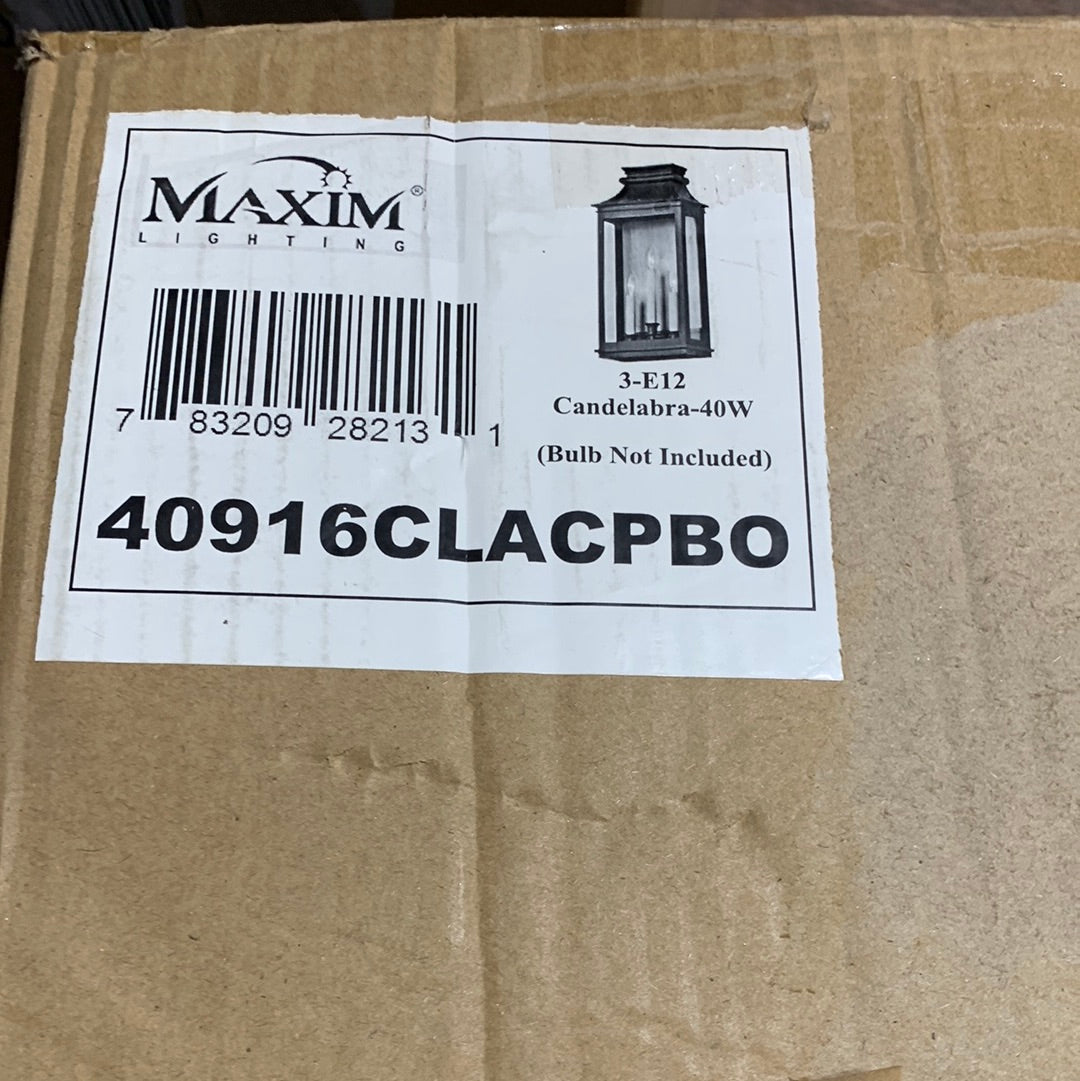 MAXIM®
LIGHTING
7 83209 28213 1
3-E12
Candelabra-40W
(Bulb Not Included)
40916CLACPBO